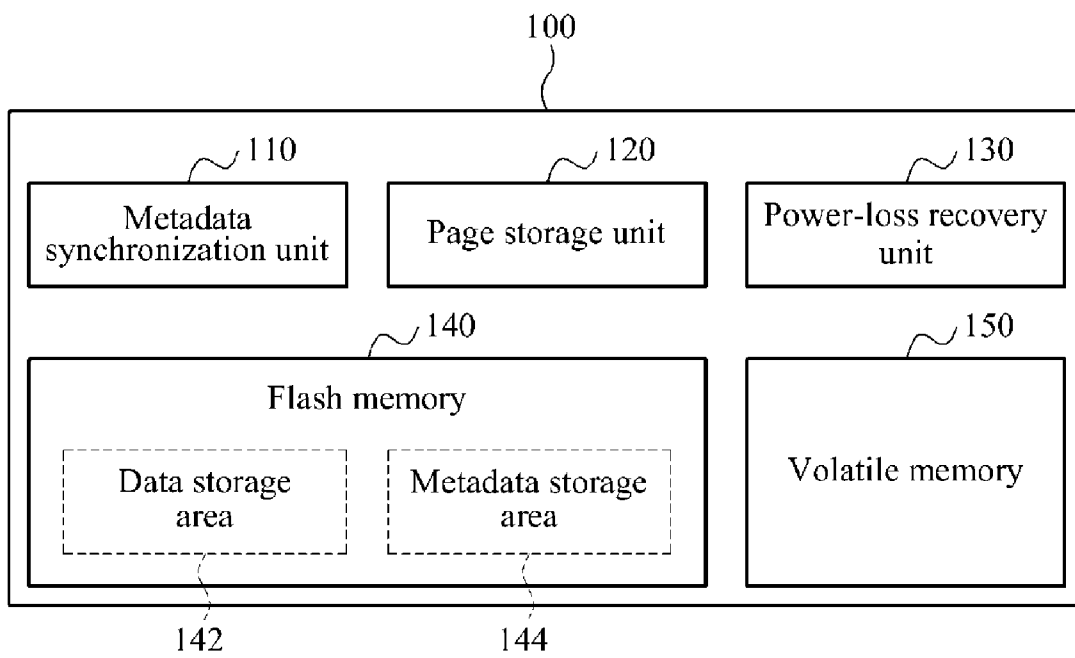 100
110
120
130
Metadata
synchronization unit
Page storage unit
Power-loss recovery
unit
140
150
Flash memory
Data storage
area
Metadata storage
area
Volatile memory
142
144